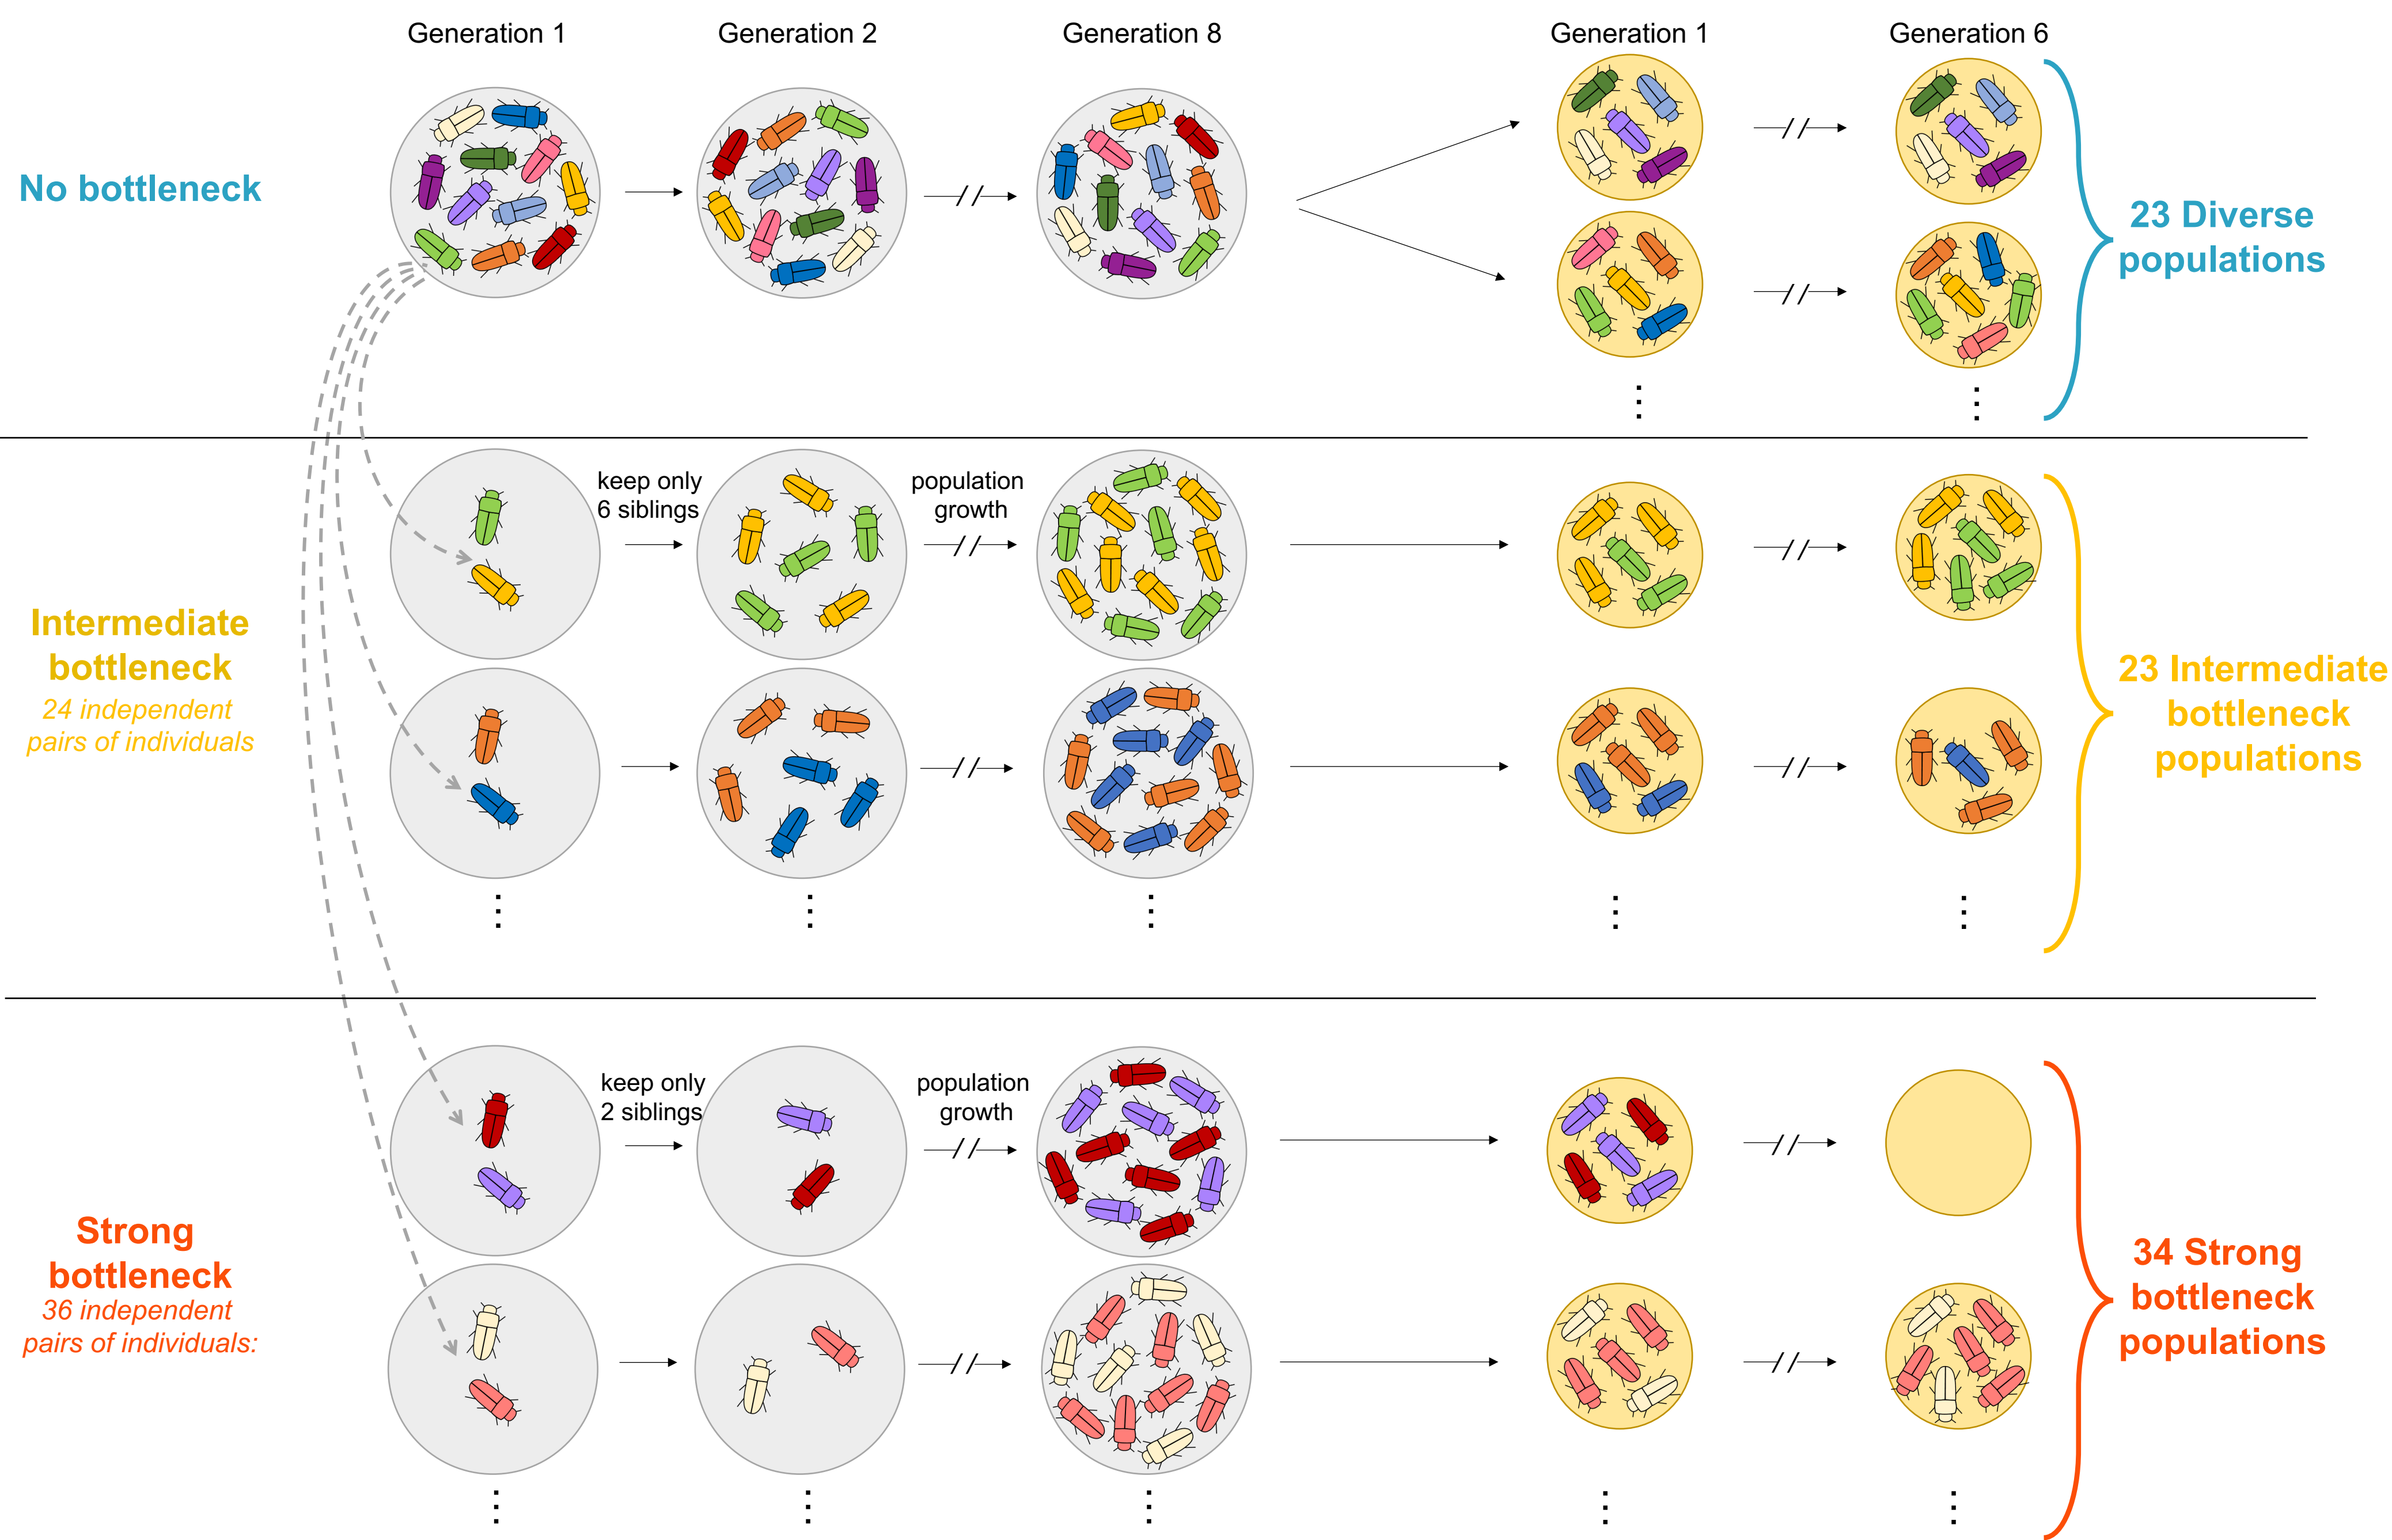 Generation 1
Generation 2
Generation 8
Generation 1
Generation 6
No bottleneck
23 Diverse
populations
keep only
6 siblings
population
growth
Intermediate
bottleneck
24 independent
pairs of individuals
23 Intermediate
bottleneck
populations
keep only
2 siblings
population
growth
Strong
bottleneck
36 independent
pairs of individuals:
34 Strong
bottleneck
populations